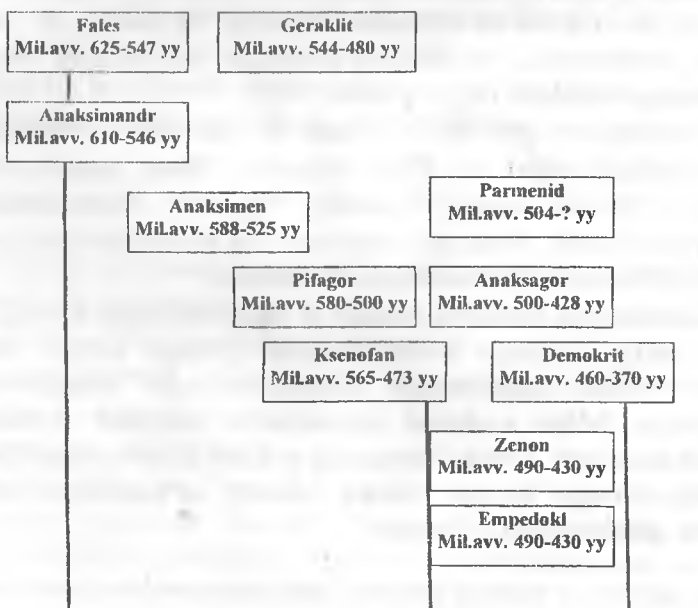 Fales
Mil.avv. 625-547 yy
Geraklit
Mil.avv. 544-480 yy
Anaksimandr
Mil.avv. 610-546 yy
Anaksimen
Mil.avv. 588-525 yy
Parmenid
Mil.avv. 504-? yy
Pifagor
Mil.avv. 580-500 yy
Anaksagor
Mil.avv. 500-428 yy
Ksenofan
Mil.avv. 565-473 yy
Demokrit
Mil.avv. 460-370 yy
Zenon
Mil.avv. 490-430 yy
Empedokl
Mil.avv. 490-430 yy